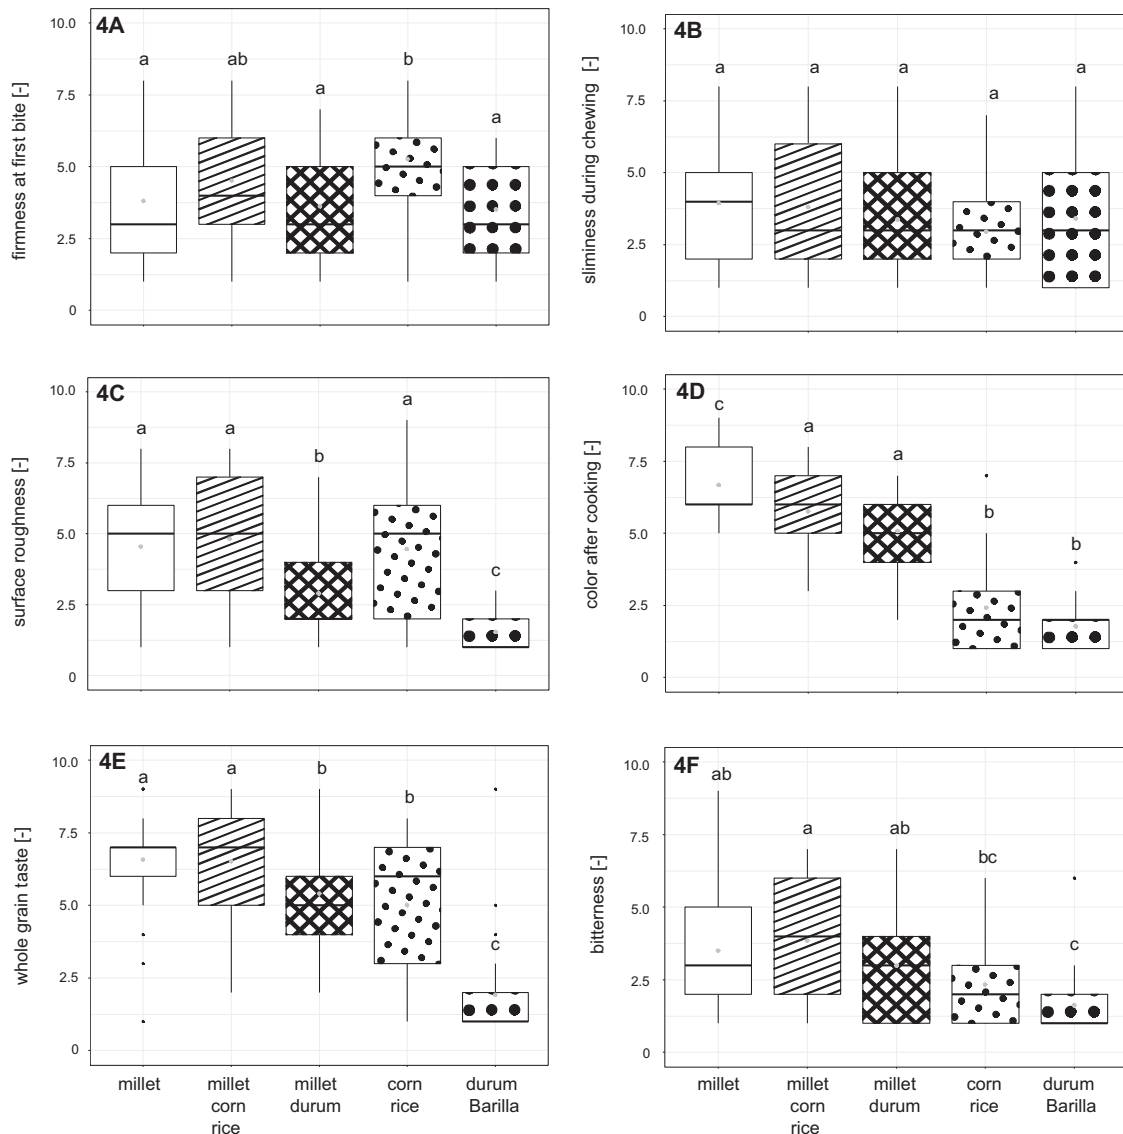 4A
firmness at first bite [-]
10.0
7.5
5.0
2.5
0
a
ab
a
b
a
4B
sliminess during chewing [-]
10.0
7.5
5.0
2.5
0
a
a
a
a
a
4C
surface roughness [-]
10.0
7.5
5.0
2.5
0
a
a
b
a
c
4D
color after cooking [-]
10.0
7.5
5.0
2.5
0
c
a
a
b
b
4E
whole grain taste [-]
10.0
7.5
5.0
2.5
0
a
a
b
b
c
millet
millet
corn
rice
millet
durum
corn
rice
durum
Barilla
4F
bitterness [-]
10.0
7.5
5.0
2.5
0
ab
a
ab
bc
c
millet
millet
corn
rice
millet
durum
corn
rice
durum
Barilla